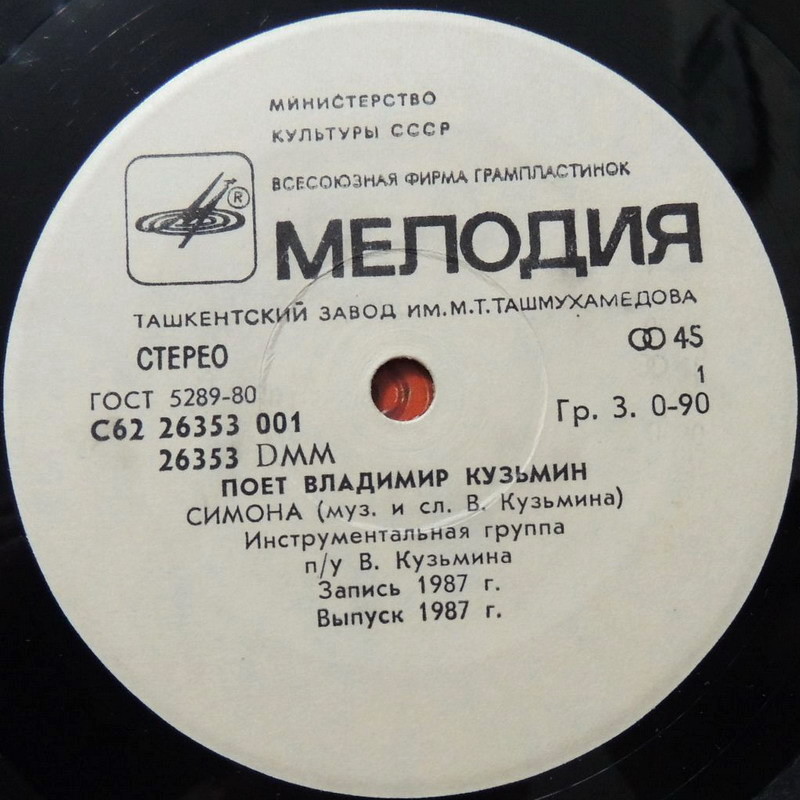 МИНИСТЕРСТВО
КУЛЬТУРЫ СССР
ВСЕСОЮЗНАЯ ФИРМА ГРАМПЛАСТИНОК
®
МЕЛОДИЯ
ТАШКЕНТСКИЙ ЗАВОД ИМ.М.Т.ТАШМУХАМЕДОВА
СТЕРЕО
45
ГОСТ 5289-80
1
С62 26353 001
Гр. 3. 0-90
26353 DMM
ПОЕТ ВЛАДИМИР КУЗЬМИН
СИМОНА (муз. и сл. В. Кузьмина)
Инструментальная группа
п/у В. Кузьмина
Запись 1987 г.
Выпуск 1987 г.